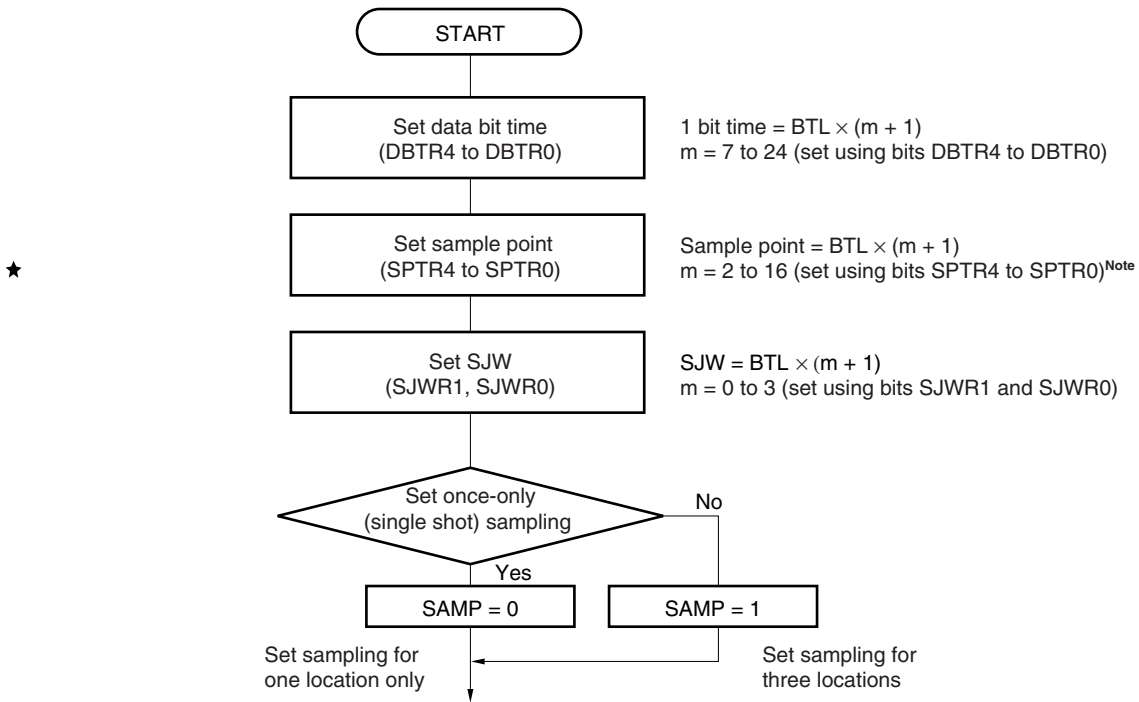 START
Set data bit time
(DBTR4 to DBTR0)
1 bit time = BTL × (m + 1)
m = 7 to 24 (set using bits DBTR4 to DBTR0)
★
Set sample point
(SPTR4 to SPTR0)
Sample point = BTL × (m + 1)
m = 2 to 16 (set using bits SPTR4 to SPTR0)Note
Set SJW
(SJWR1, SJWR0)
SJW = BTL × (m + 1)
m = 0 to 3 (set using bits SJWR1 and SJWR0)
Set once-only
(single shot) sampling
No
Yes
SAMP = 0
SAMP = 1
Set sampling for
one location only
Set sampling for
three locations